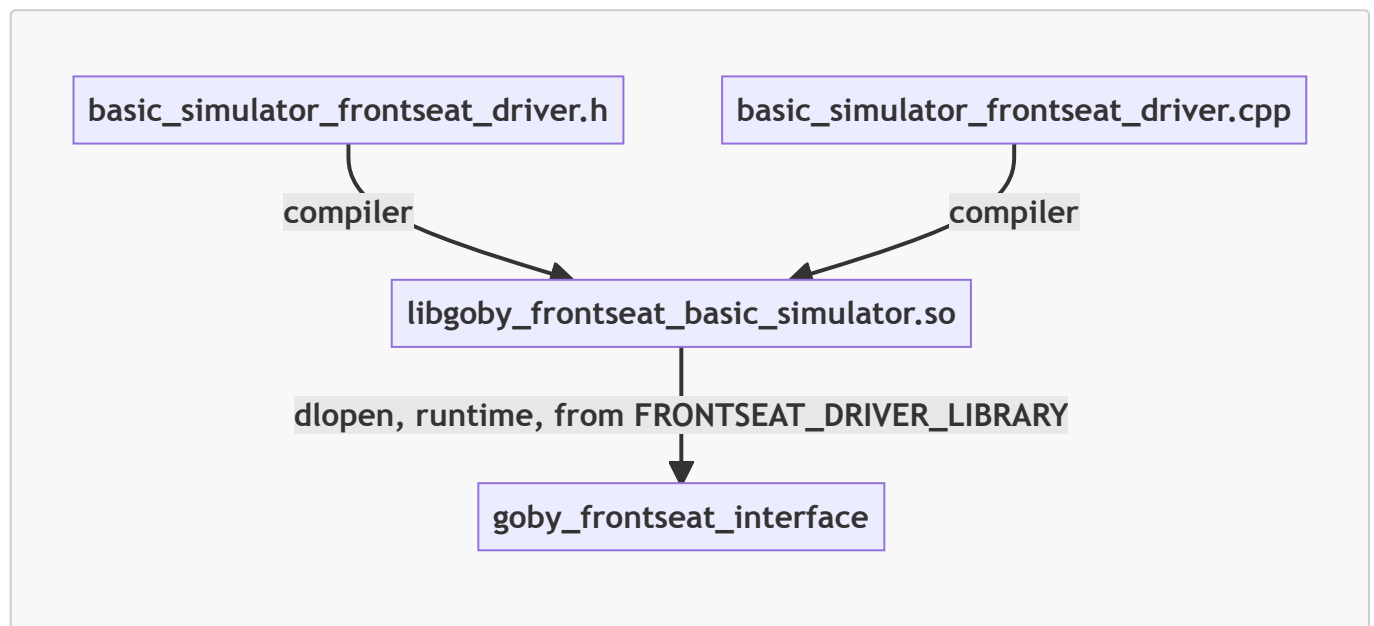 basic_simulator_frontseat_driver.h
basic_simulator_frontseat_driver.cpp
compiler
compiler
libgoby_frontseat_basic_simulator.so
dlopen, runtime, from FRONTSEAT_DRIVER_LIBRARY
goby_frontseat_interface